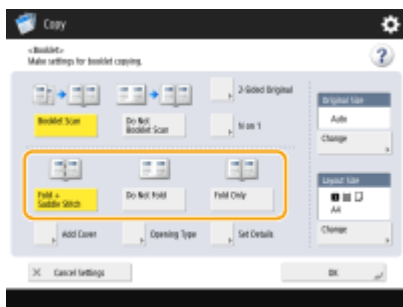 Copy
<Booklet>
Make settings for booklet copying.
?
Booklet Scan
Do Not
Booklet Scan
2-Sided Original
N on 1
Original Size
Auto
Change
Fold +
Saddle Stitch
Do Not Fold
Fold Only
Layout Size
A4
Change
Add Cover
Opening Type
Set Details
Cancel Settings
OK